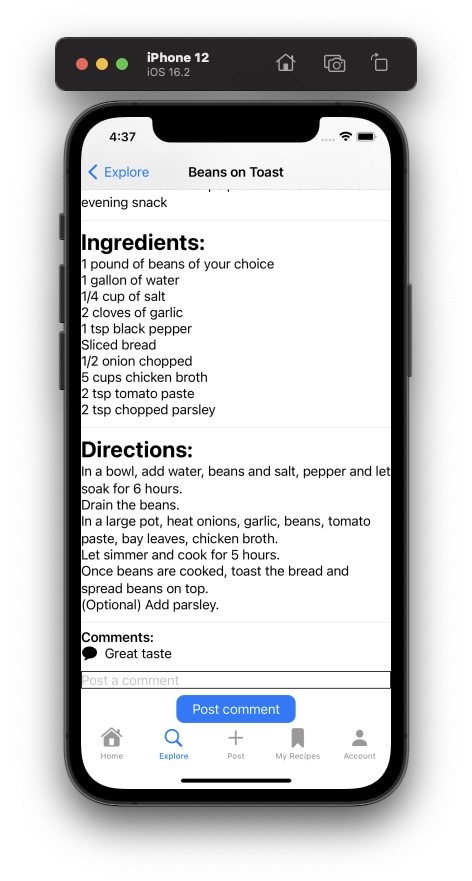 iPhone 12
iOS 16.2
4:37
Explore
Beans on Toast
evening snack
Ingredients:
1 pound of beans of your choice
1 gallon of water
1/4 cup of salt
2 cloves of garlic
1 tsp black pepper
Sliced bread
1/2 onion chopped
5 cups chicken broth
2 tsp tomato paste
2 tsp chopped parsley
Directions:
In a bowl, add water, beans and salt, pepper and let
soak for 6 hours.
Drain the beans.
In a large pot, heat onions, garlic, beans, tomato
paste, bay leaves, chicken broth.
Let simmer and cook for 5 hours.
Once beans are cooked, toast the bread and
spread beans on top.
(Optional) Add parsley.
Comments:
Great taste
Post a comment
Post comment
Home
Explore
Post
My Recipes
Account